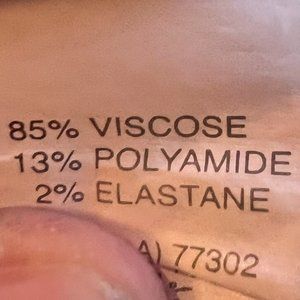 85% VISCOSE
13% POLYAMIDE
2% ELASTANE
A) 77302